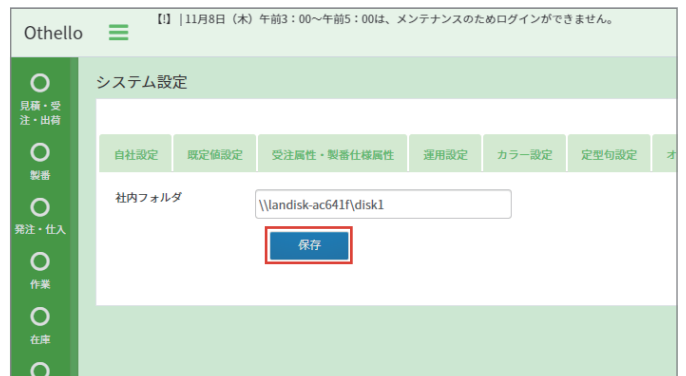 【!】 | 11月8日（木）午前3：00～午前5：00は、メンテナンスのためログインができません。
Othello
システム設定
見積・受
注・出荷
製番
発注・仕入
作業
在庫
自社設定
既定値設定
受注属性・製番仕様属性
運用設定
カラー設定
定型句設定
オ
社内フォルダ
\\landisk-ac641f\disk1
保存